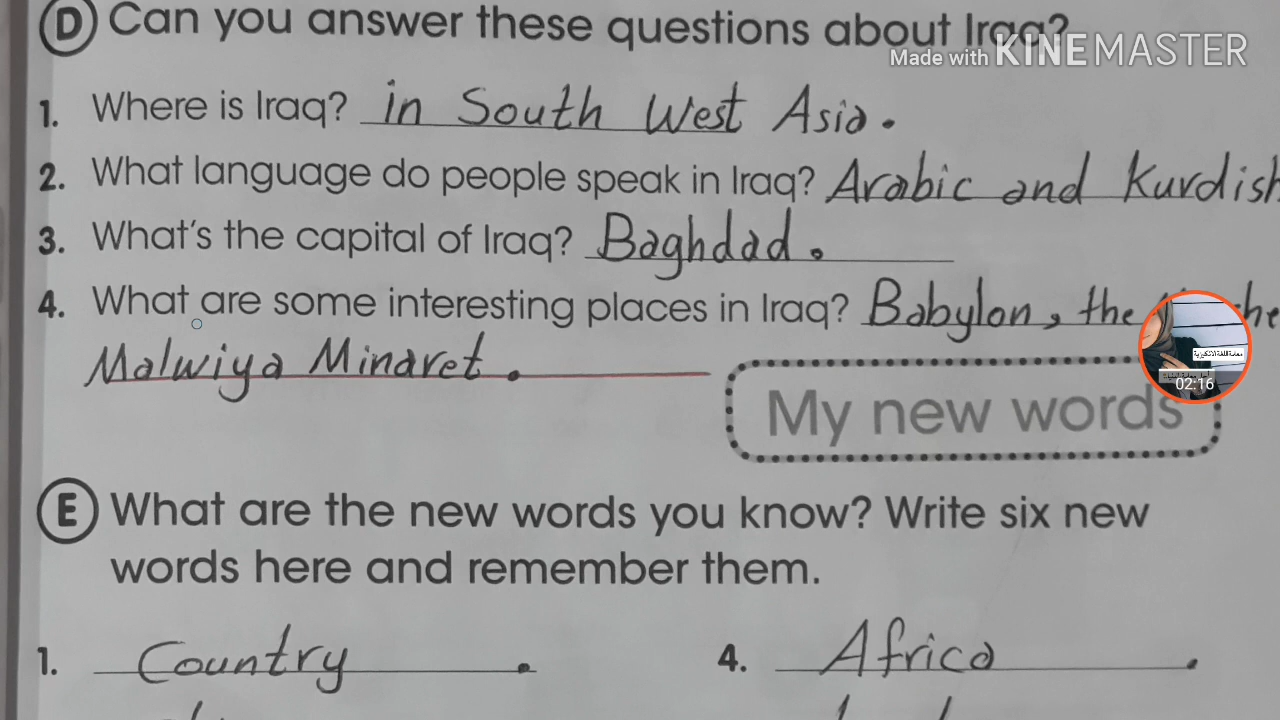 D Can you answer these questions about Iraq?
Made with KINEMASTER
1. Where is Iraq? in South West Asia.
2. What language do people speak in Iraq? Arabic and Kurdish
3. What's the capital of Iraq? Baghdad.
4. What are some interesting places in Iraq? Babylon, the
Malwiya Minaret.
معلمة اللغة الانكليزية
02:16
My new words
E What are the new words you know? Write six new
words here and remember them.
1. Country.
4. Africa.